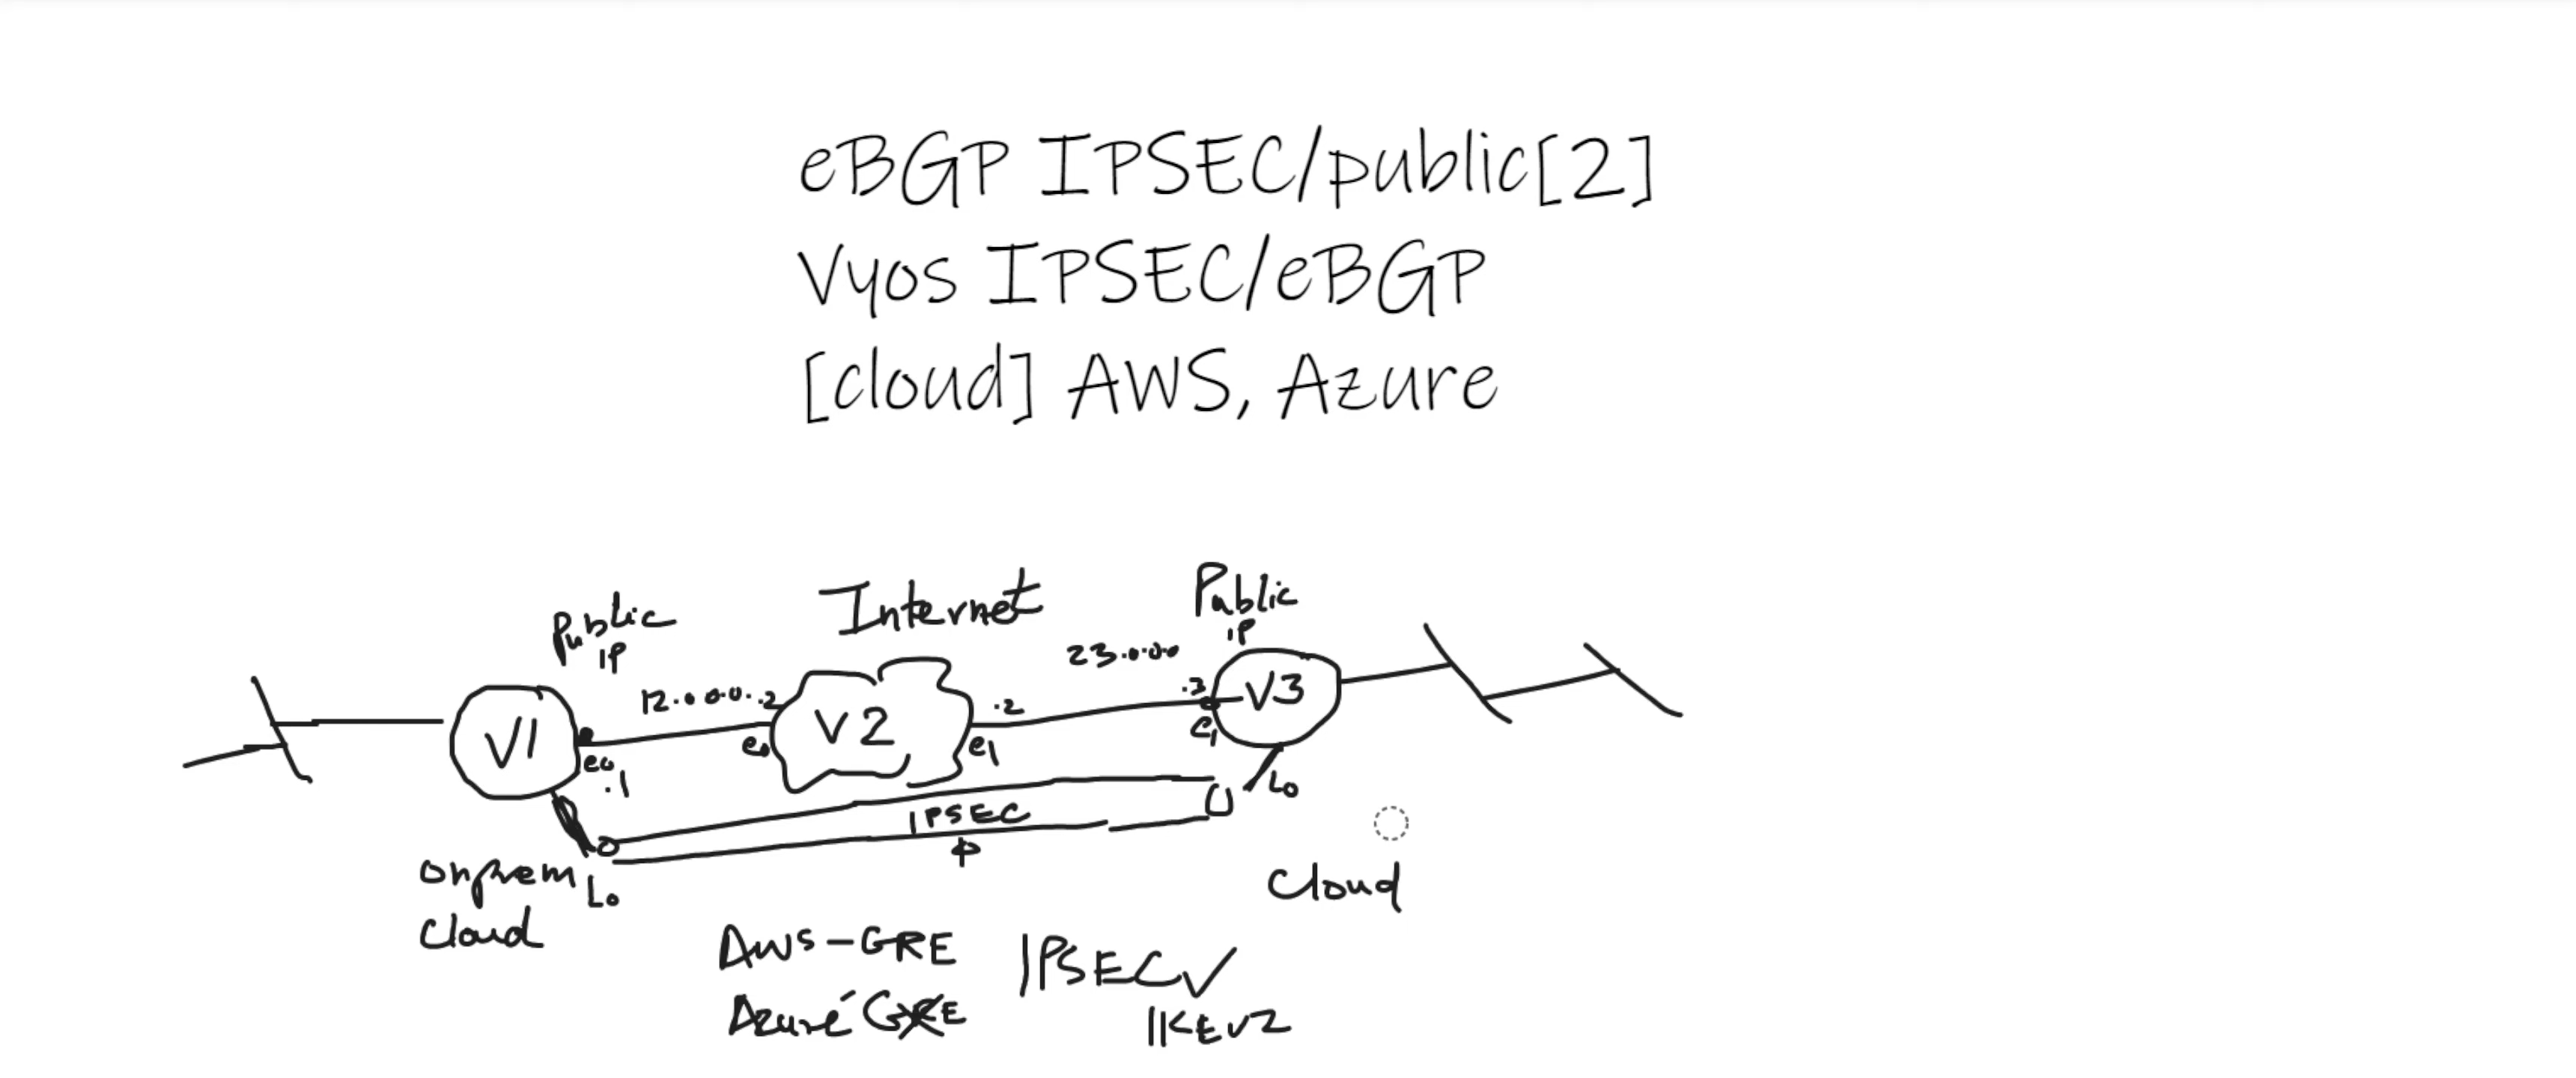 eBGP IPSEC/public[2]
Vyos IPSEC/eBGP
[cloud] AWS, Azure
Public
IP
Internet
Public
IP
12.0.0.0
.2
.2
23.0.0.0
.3
V1
V2
V3
e0
.1
e0
e1
e1
Lo
IPSEC
Onprem
Lo
Cloud
Cloud
AWS-GRE
IPSEC✓
Azure GRE
IKEv2